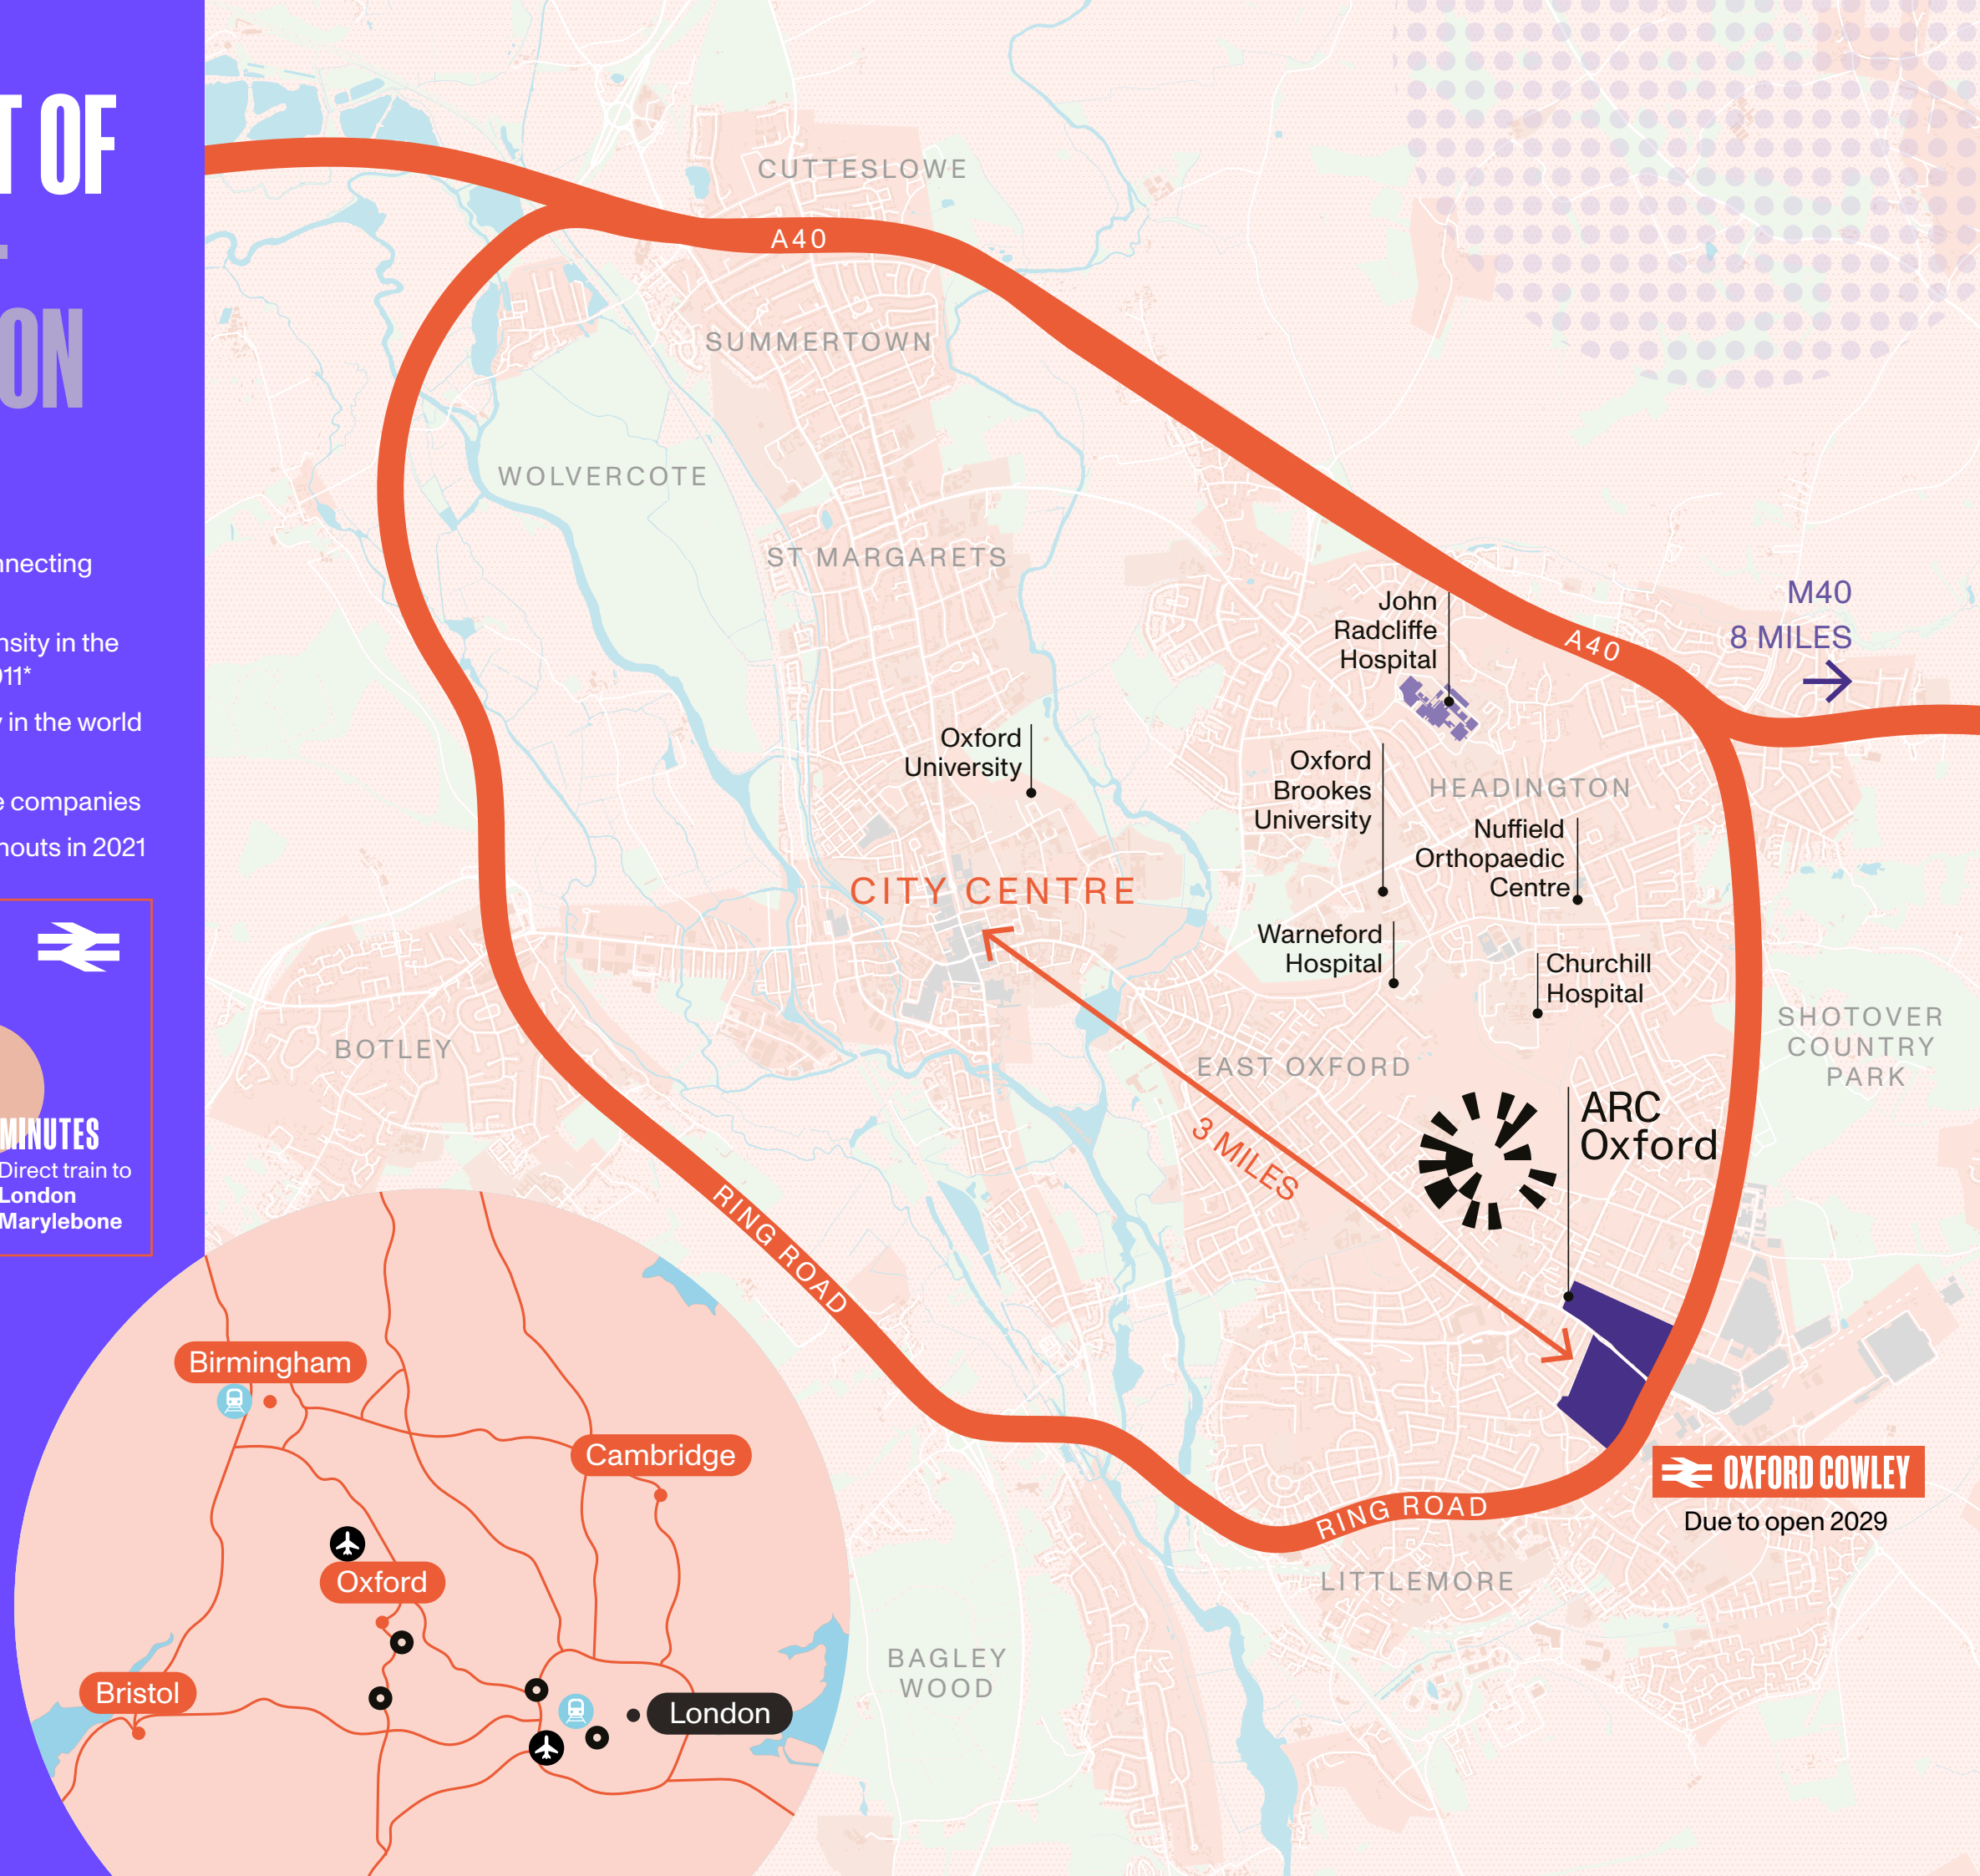 T OF
ON
nnecting
nsity in the
011*
y in the world
e companies
nouts in 2021
MINUTES
Direct train to
London
Marylebone
CUTTESLOWE
A40
SUMMERTOWN
WOLVERCOTE
ST MARGARETS
John
Radcliffe
Hospital
A40
M40
8 MILES
Oxford
University
Oxford
Brookes
University
HEADINGTON
Nuffield
Orthopaedic
Centre
CITY CENTRE
Warneford
Hospital
Churchill
Hospital
SHOTOVER
COUNTRY
PARK
BOTLEY
EAST OXFORD
ARC
Oxford
3 MILES
RING ROAD
OXFORD COWLEY
Due to open 2029
RING ROAD
LITTLEMORE
BAGLEY
WOOD
Birmingham
Cambridge
Oxford
Bristol
London